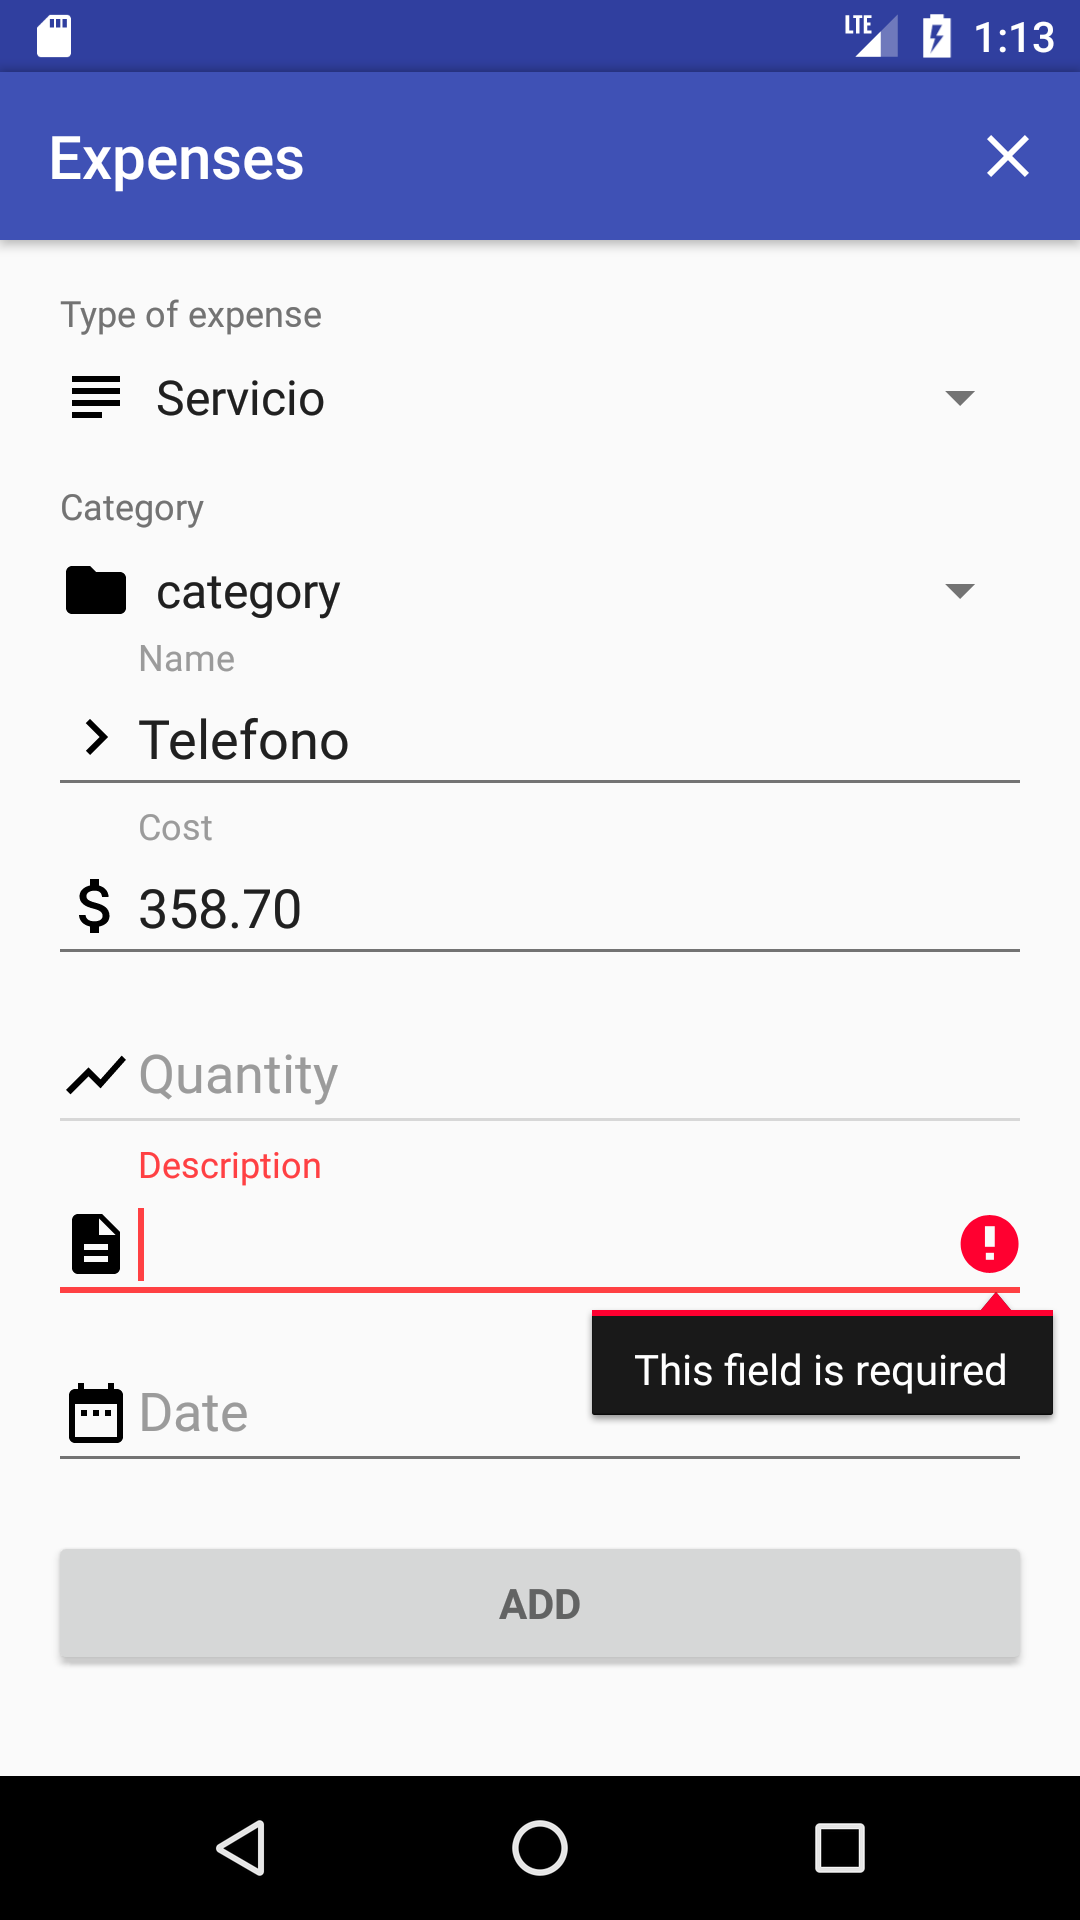 LTE 1:13
Expenses
Type of expense
Servicio
Category
category
Name
Telefono
Cost
$ 358.70
Quantity
Description
This field is required
Date
ADD